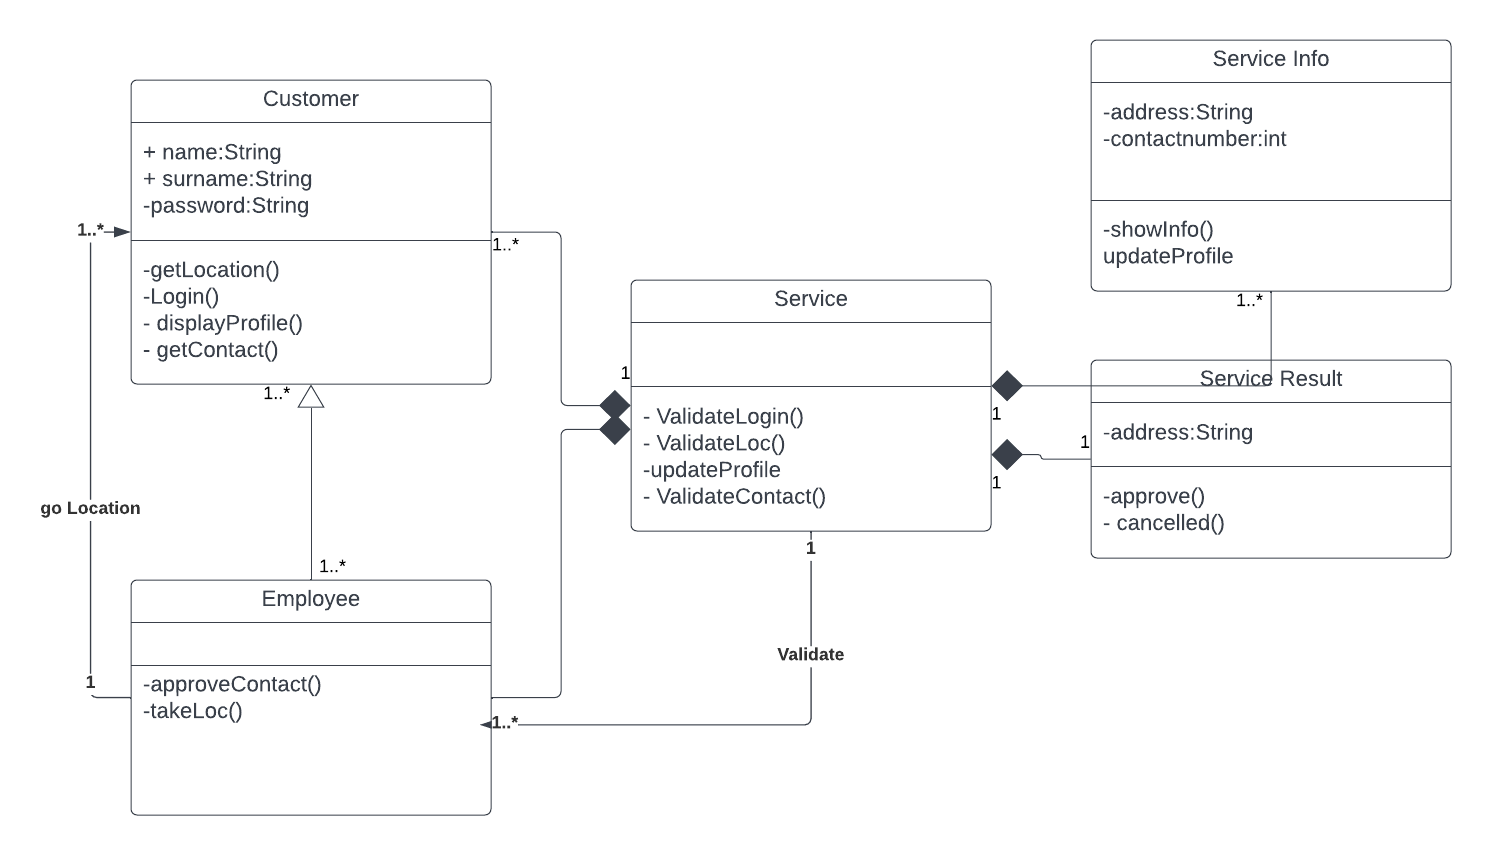 Customer
+ name:String
+ surname:String
-password:String
-getLocation()
-Login()
- displayProfile()
- getContact()
1..*
1..*
1..*
go Location
1..*
1
Employee
-approveContact()
-takeLoc()
1..*
Service
1
- ValidateLogin()
- ValidateLoc()
-updateProfile
- ValidateContact()
1
Validate
1
1
1
Service Info
-address:String
-contactnumber:int
-showInfo()
updateProfile
1..*
Service Result
-address:String
-approve()
- cancelled()